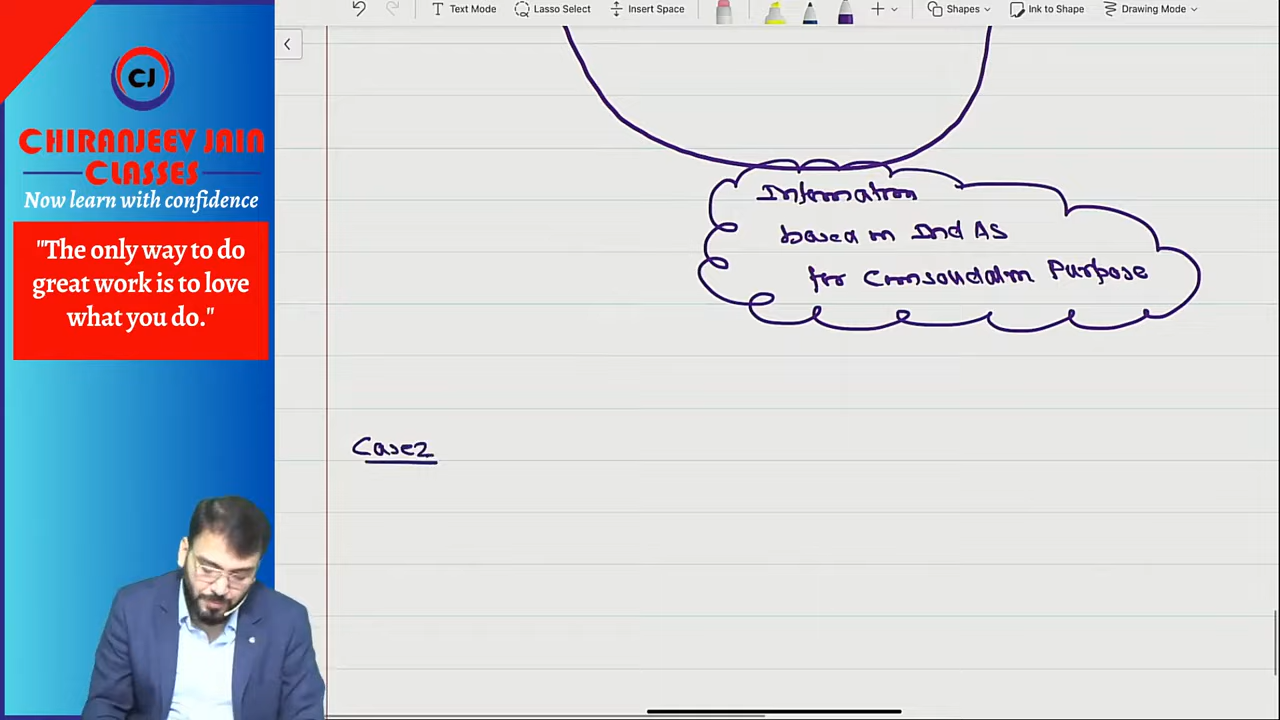 Text Mode
Lasso Select
Insert Space
Shapes
Ink to Shape
Drawing Mode
CJ
CHIRANJEEV JAIN
CLASSES
Now learn with confidence
"The only way to do
great work is to love
what you do."
Information
based on Ind AS
for Consolidation Purpose
Case2